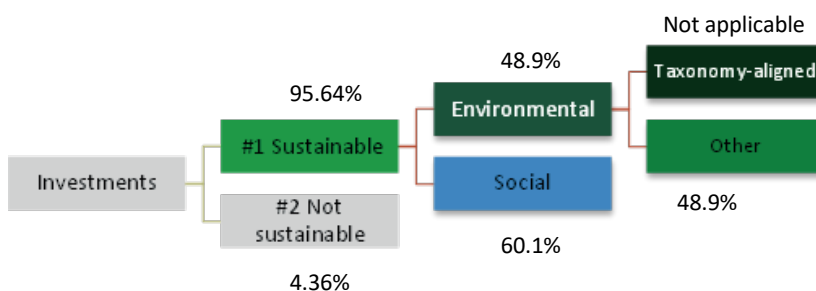 Not applicable
48.9%
Taxonomy-aligned
95.64%
Environmental
#1 Sustainable
Other
Investments
Social
#2 Not
sustainable
48.9%
60.1%
4.36%